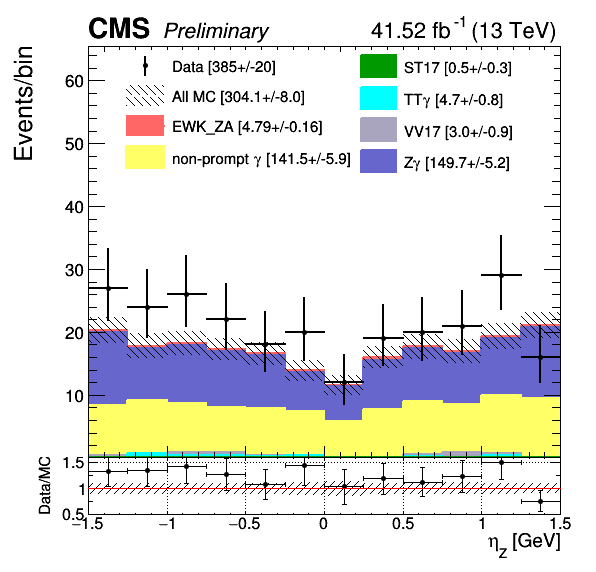 CMS Preliminary 41.52 fb⁻¹ (13 TeV)
Events/bin
60
50
40
30
20
10
Data [385+/-20]
All MC [304.1+/-8.0]
EWK_ZA [4.79+/-0.16]
non-prompt γ [141.5+/-5.9]
ST17 [0.5+/-0.3]
TTγ [4.7+/-0.8]
VV17 [3.0+/-0.9]
Zγ [149.7+/-5.2]
Data/MC
1.5
1
0.5
−1.5 −1 −0.5 0 0.5 1 1.5
η_Z [GeV]